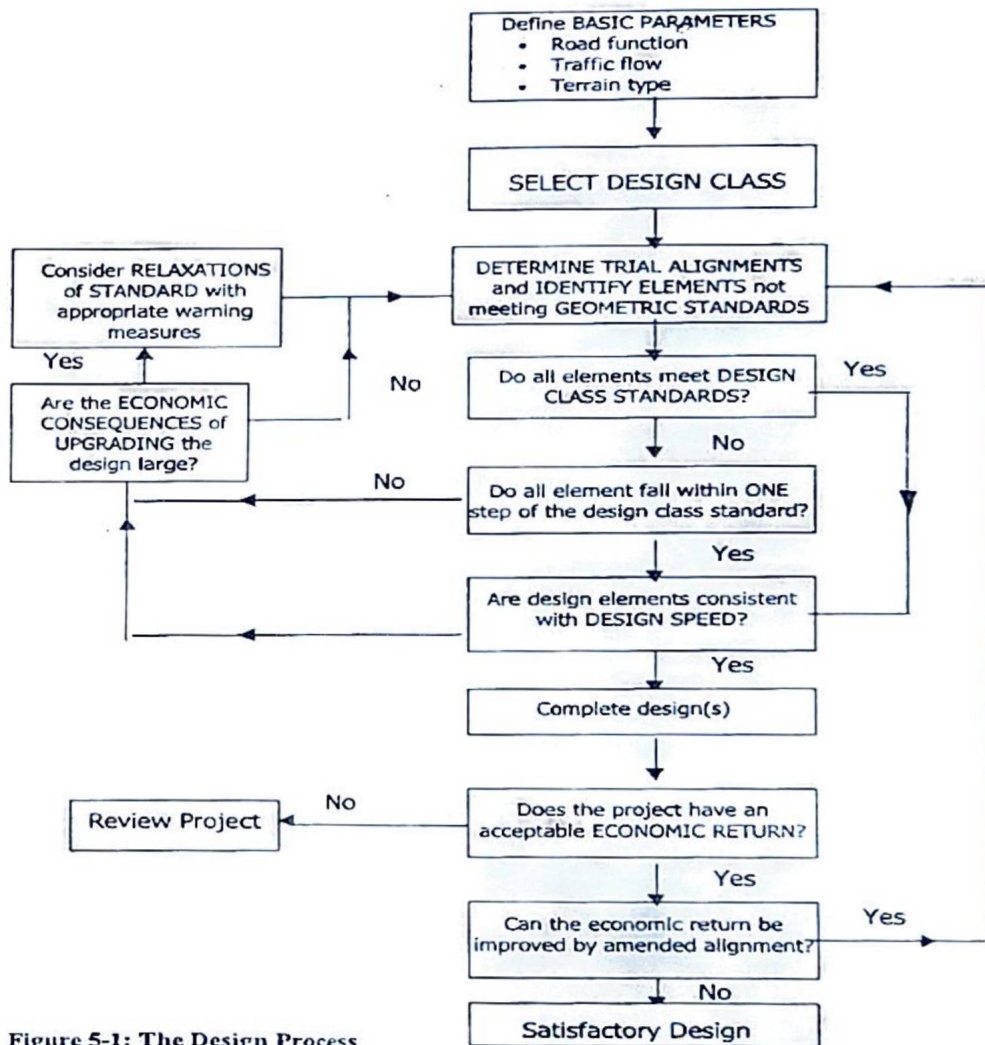 Define BASIC PARAMETERS
• Road function
• Traffic flow
• Terrain type
SELECT DESIGN CLASS
Consider RELAXATIONS
of STANDARD with
appropriate warning
measures
DETERMINE TRIAL ALIGNMENTS
and IDENTIFY ELEMENTS not
meeting GEOMETRIC STANDARDS
Yes
No
Do all elements meet DESIGN
CLASS STANDARDS?
Yes
Are the ECONOMIC
CONSEQUENCES of
UPGRADING the
design large?
No
No
Do all element fall within ONE
step of the design class standard?
Yes
Are design elements consistent
with DESIGN SPEED?
Yes
Complete design(s)
Review Project
No
Does the project have an
acceptable ECONOMIC RETURN?
Yes
Can the economic return be
improved by amended alignment?
Yes
No
Satisfactory Design
Figure 5-1: The Design Process